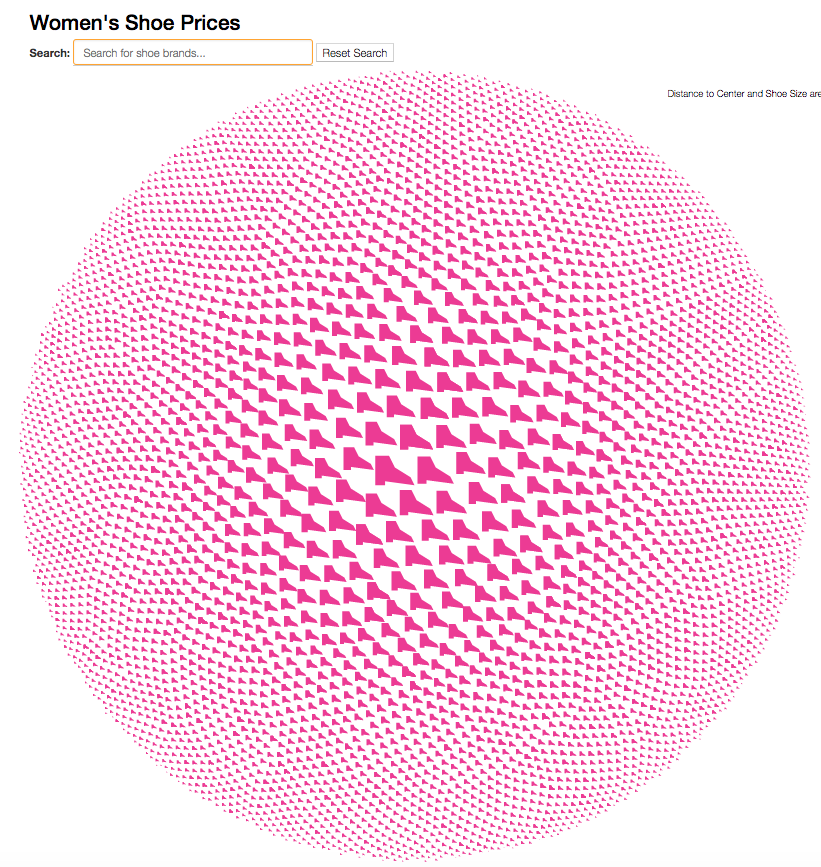 Women's Shoe Prices
Search: Search for shoe brands... Reset Search
Distance to Center and Shoe Size are